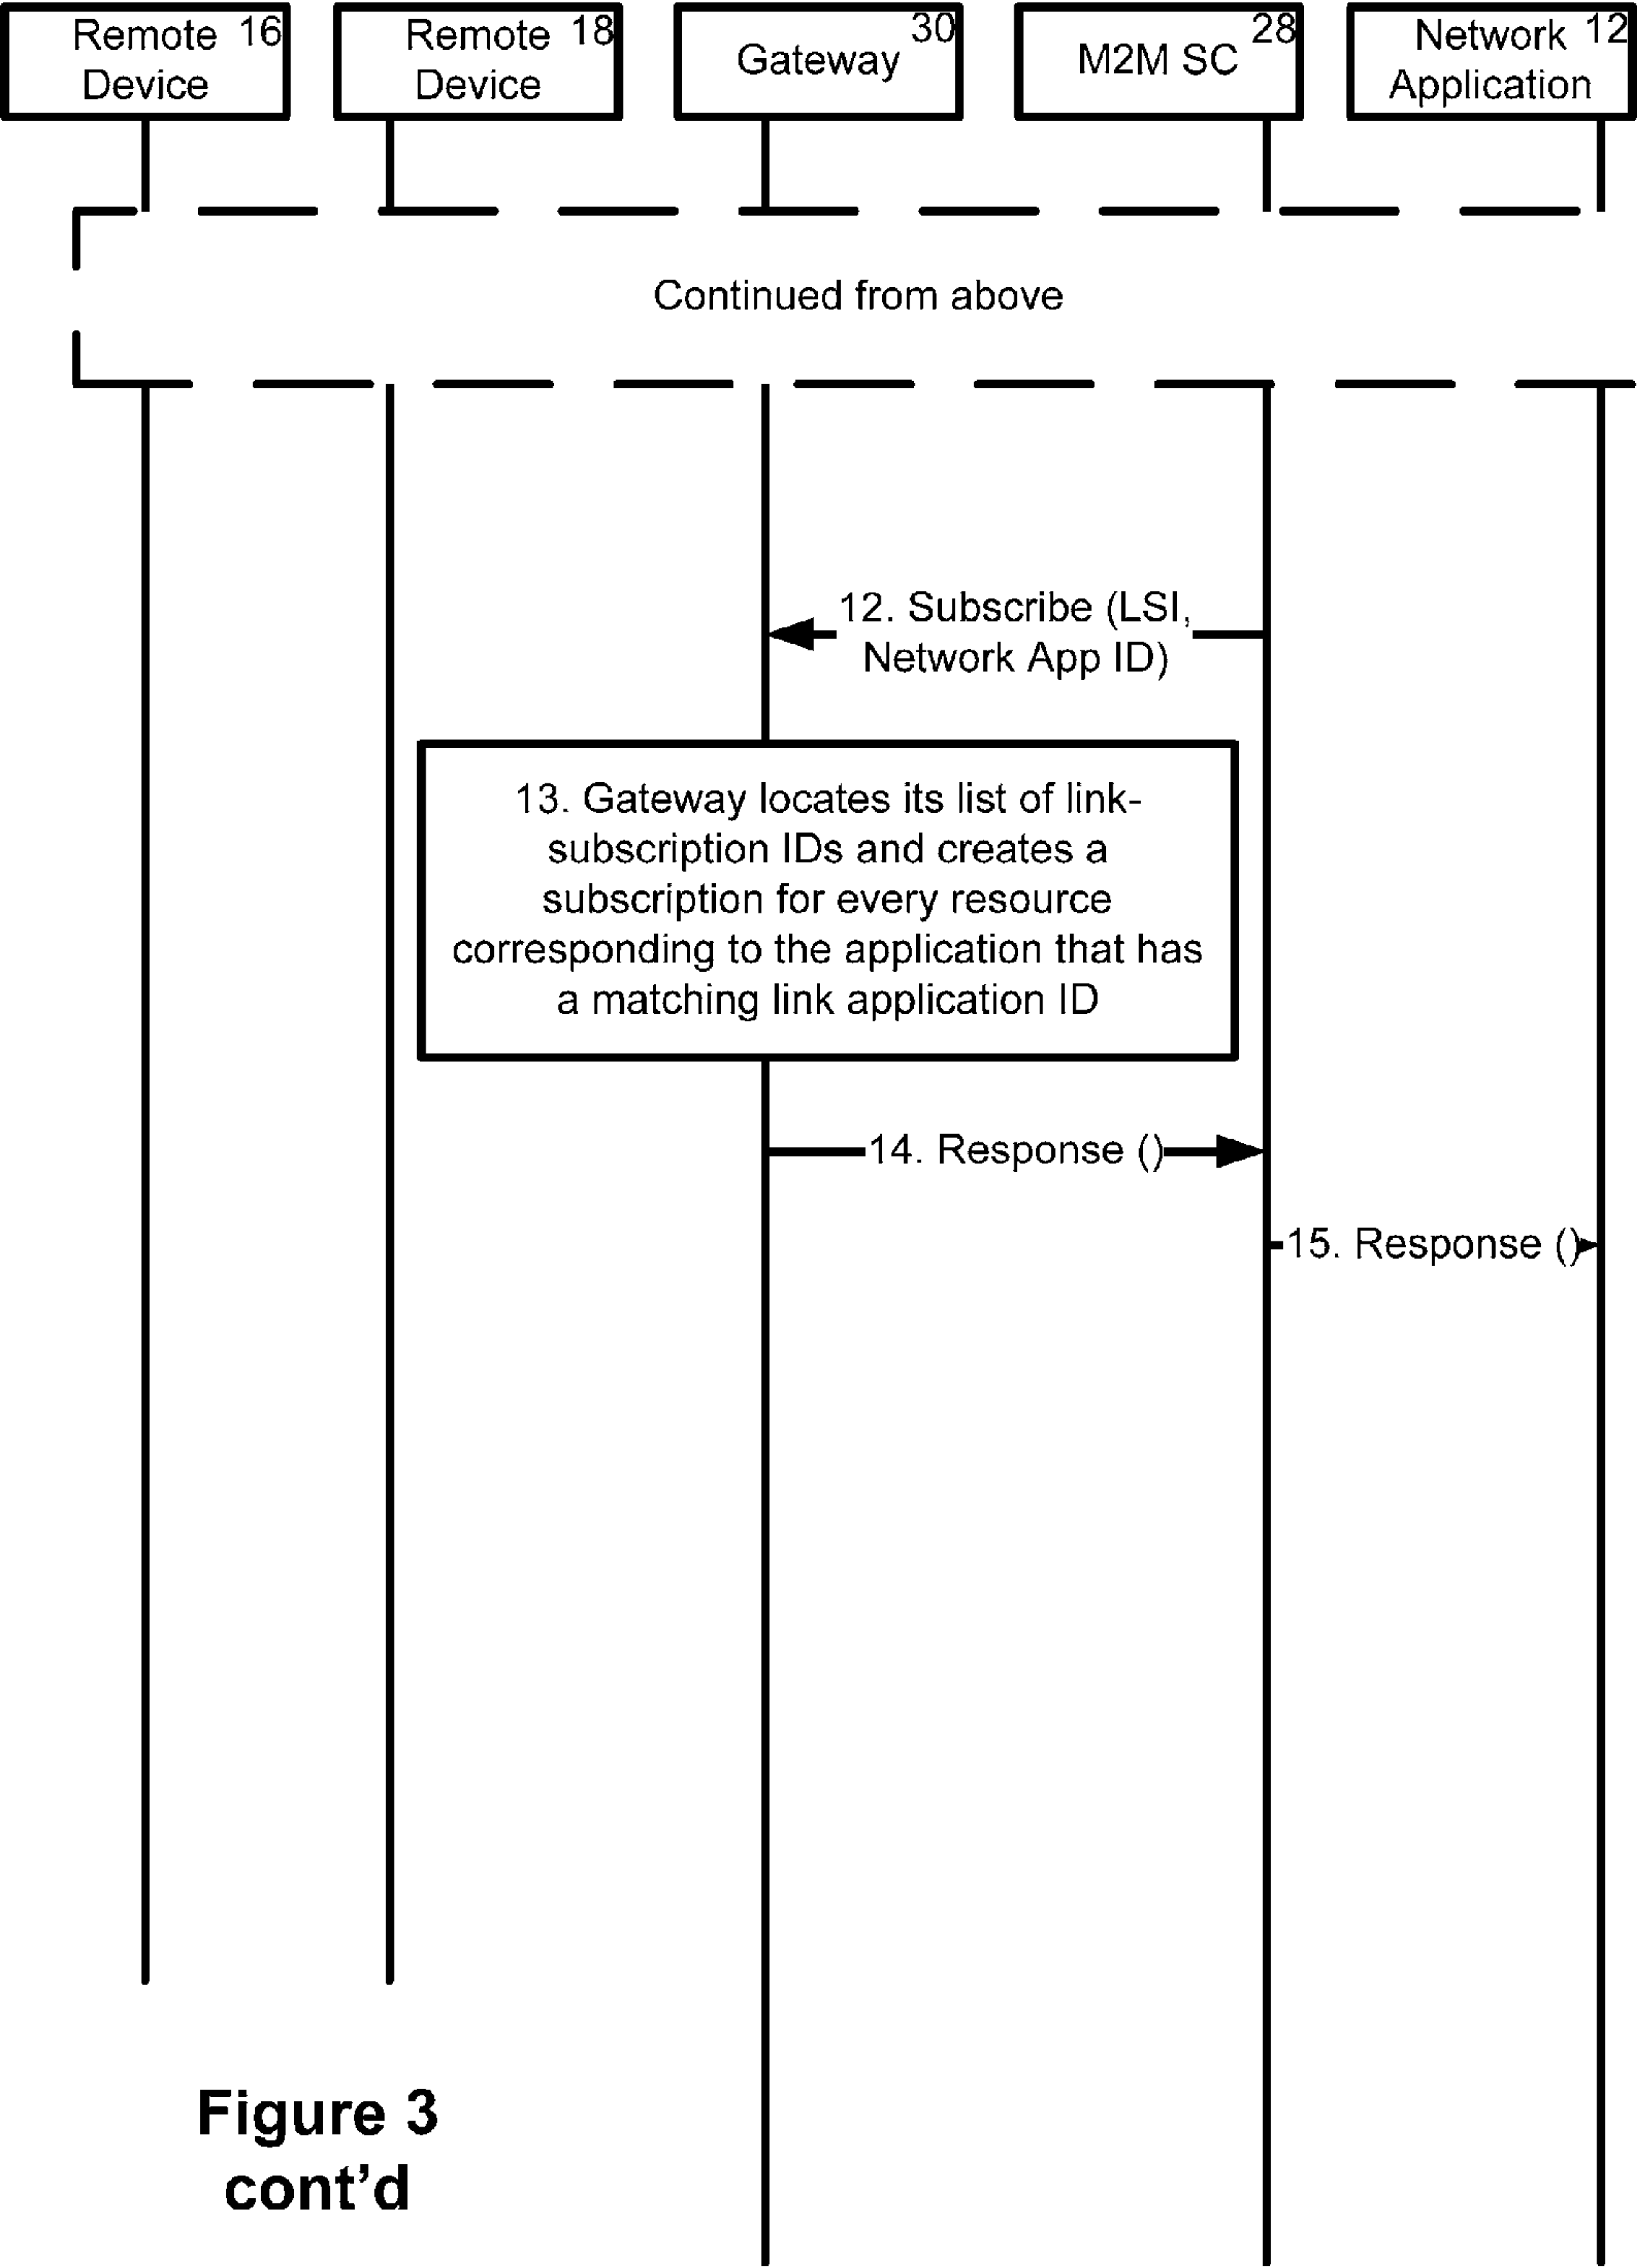 Remote 16
Device
Remote 18
Device
Gateway 30
M2M SC 28
Network 12
Application
Continued from above
12. Subscribe (LSI,
Network App ID)
13. Gateway locates its list of link-
subscription IDs and creates a
subscription for every resource
corresponding to the application that has
a matching link application ID
14. Response ()
15. Response ()
Figure 3
cont’d